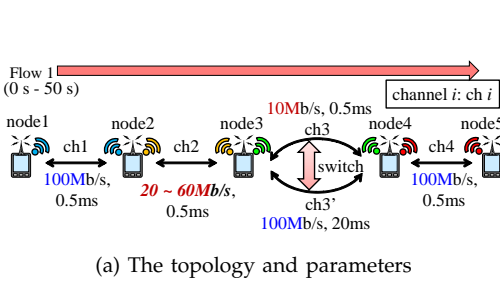 Flow 1
(0 s - 50 s)
channel i: ch i
node1
node2
node3
node4
node5
10Mb/s, 0.5ms
ch1
ch2
ch3
ch4
switch
100Mb/s,
0.5ms
20 ~ 60Mb/s,
0.5ms
ch3'
100Mb/s, 20ms
100Mb/s,
0.5ms
(a) The topology and parameters